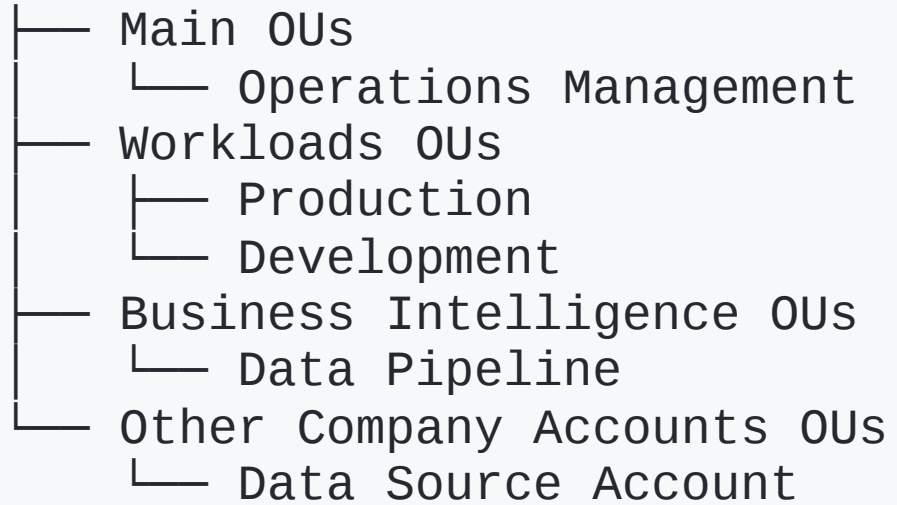 ├── Main OUs
│   └── Operations Management
├── Workloads OUs
│   ├── Production
│   └── Development
├── Business Intelligence OUs
│   └── Data Pipeline
└── Other Company Accounts OUs
    └── Data Source Account